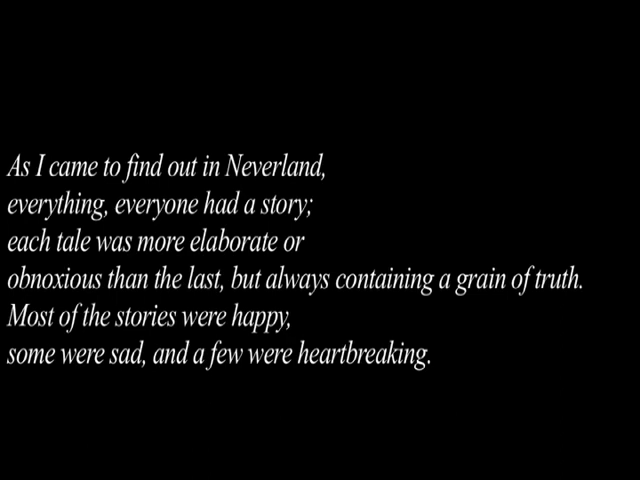 As I came to find out in Neverland,
everything, everyone had a story;
each tale was more elaborate or
obnoxious than the last, but always containing a grain of truth.
Most of the stories were happy,
some were sad, and a few were heartbreaking.